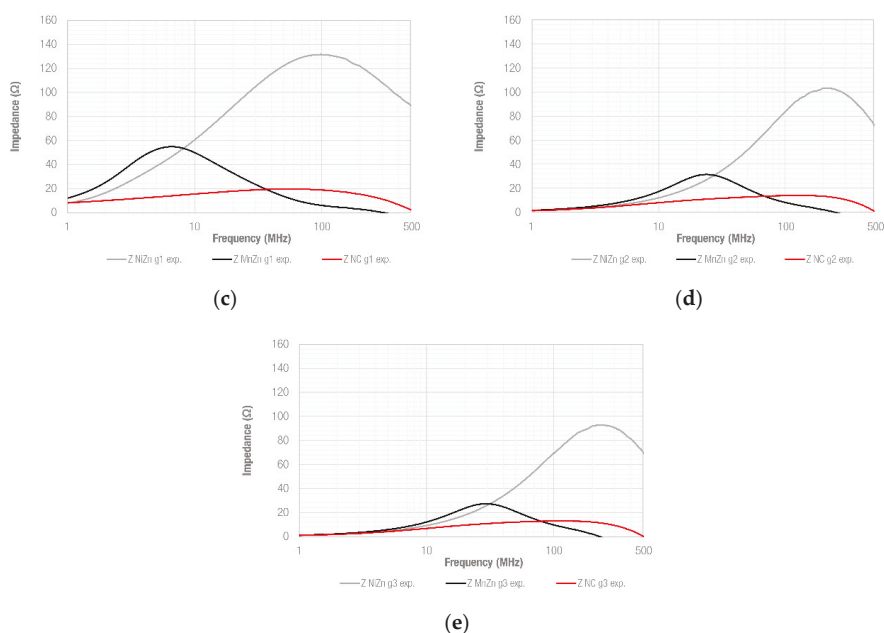 160
140
120
100
80
60
40
20
0
Impedance (Ω)
1 10 100 500
Frequency (MHz)
Z NiZn g1 exp. Z MnZn g1 exp. Z NC g1 exp.
(c)
160
140
120
100
80
60
40
20
0
Impedance (Ω)
1 10 100 500
Frequency (MHz)
Z NiZn g2 exp. Z MnZn g2 exp. Z NC g2 exp.
(d)
160
140
120
100
80
60
40
20
0
Impedance (Ω)
1 10 100 500
Frequency (MHz)
Z NiZn g3 exp. Z MnZn g3 exp. Z NC g3 exp.
(e)